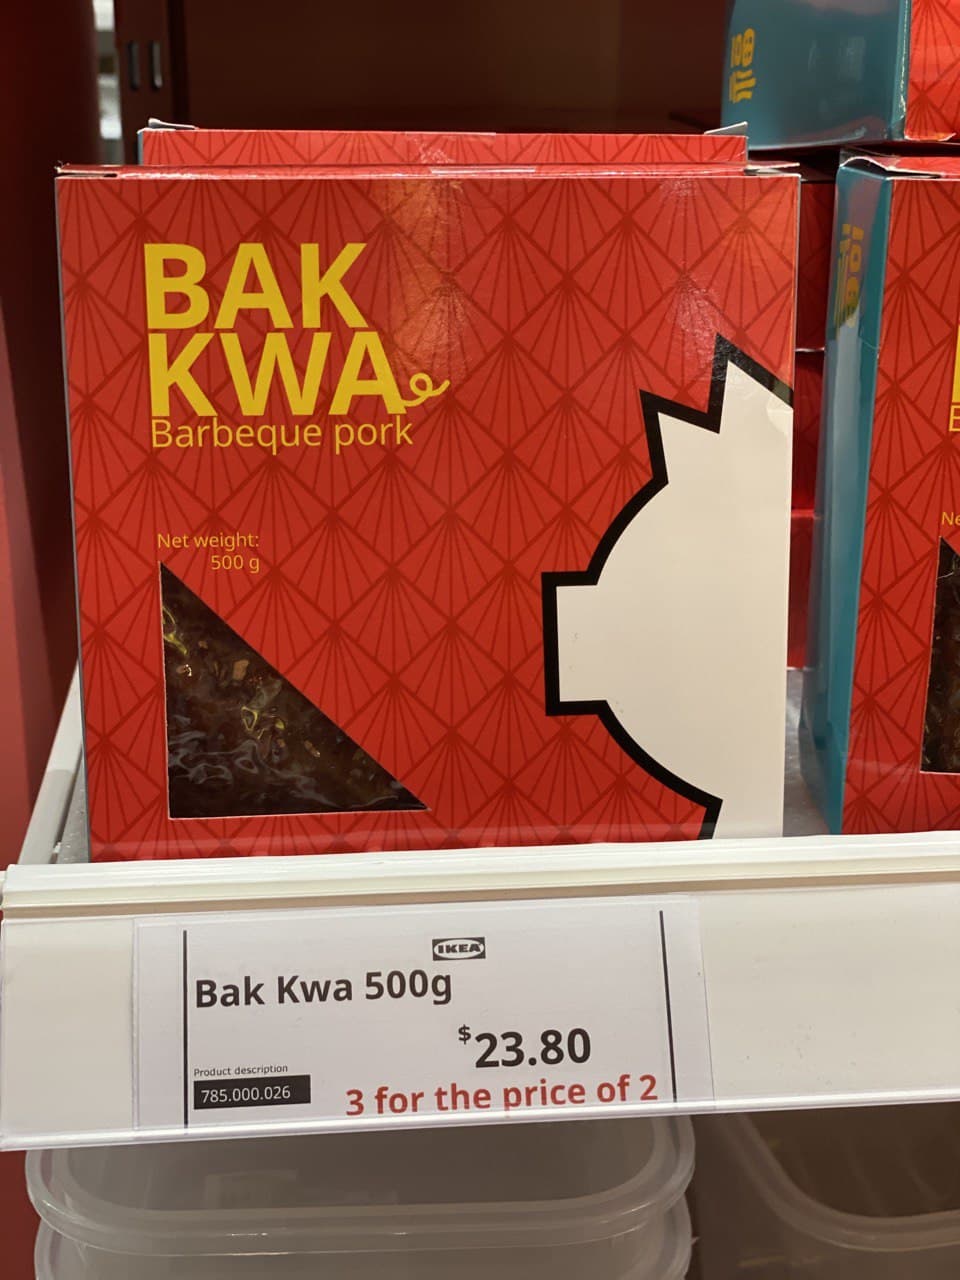 BAK
KWA
Barbeque pork
Net weight:
500 g
Ne
IKEA
Bak Kwa 500g
$23.80
Product description
785.000.026
3 for the price of 2